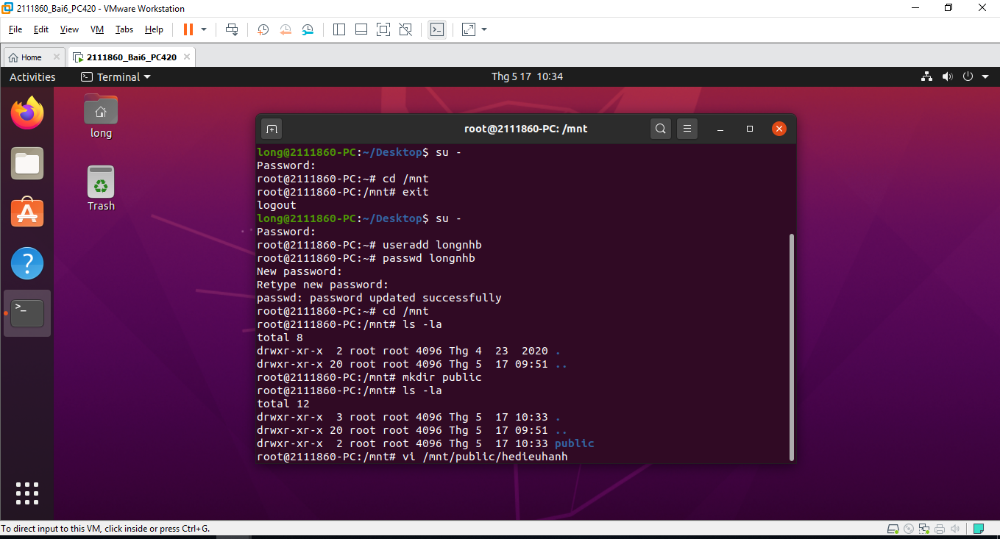 2111860_Bai6_PC420 - VMware Workstation
File Edit View VM Tabs Help
Home 2111860_Bai6_PC420
Activities Terminal Thg 5 17 10:34
long
Trash
root@2111860-PC: /mnt
long@2111860-PC:~/Desktop$ su -
Password:
root@2111860-PC:~# cd /mnt
root@2111860-PC:/mnt# exit
logout
long@2111860-PC:~/Desktop$ su -
Password:
root@2111860-PC:~# useradd longnhb
root@2111860-PC:~# passwd longnhb
New password:
Retype new password:
passwd: password updated successfully
root@2111860-PC:~# cd /mnt
root@2111860-PC:/mnt# ls -la
total 8
drwxr-xr-x  2 root root 4096 Thg 4  23  2020 .
drwxr-xr-x 20 root root 4096 Thg 5  17 09:51 ..
root@2111860-PC:/mnt# mkdir public
root@2111860-PC:/mnt# ls -la
total 12
drwxr-xr-x  3 root root 4096 Thg 5  17 10:33 .
drwxr-xr-x 20 root root 4096 Thg 5  17 09:51 ..
drwxr-xr-x  2 root root 4096 Thg 5  17 10:33 public
root@2111860-PC:/mnt# vi /mnt/public/hedieuhanh
To direct input to this VM, click inside or press Ctrl+G.